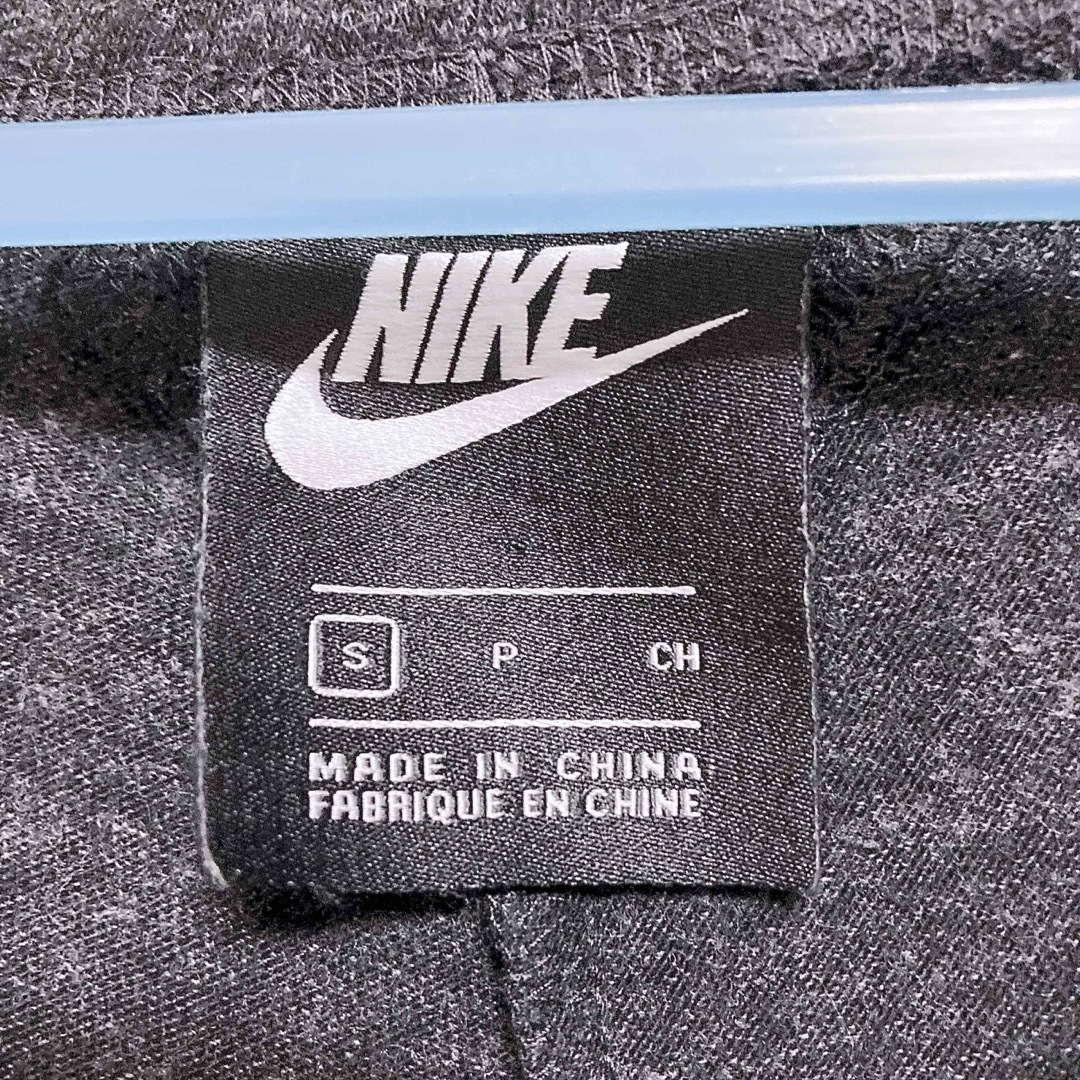 NIKE
S P CH
MADE IN CHINA
FABRIQUE EN CHINE